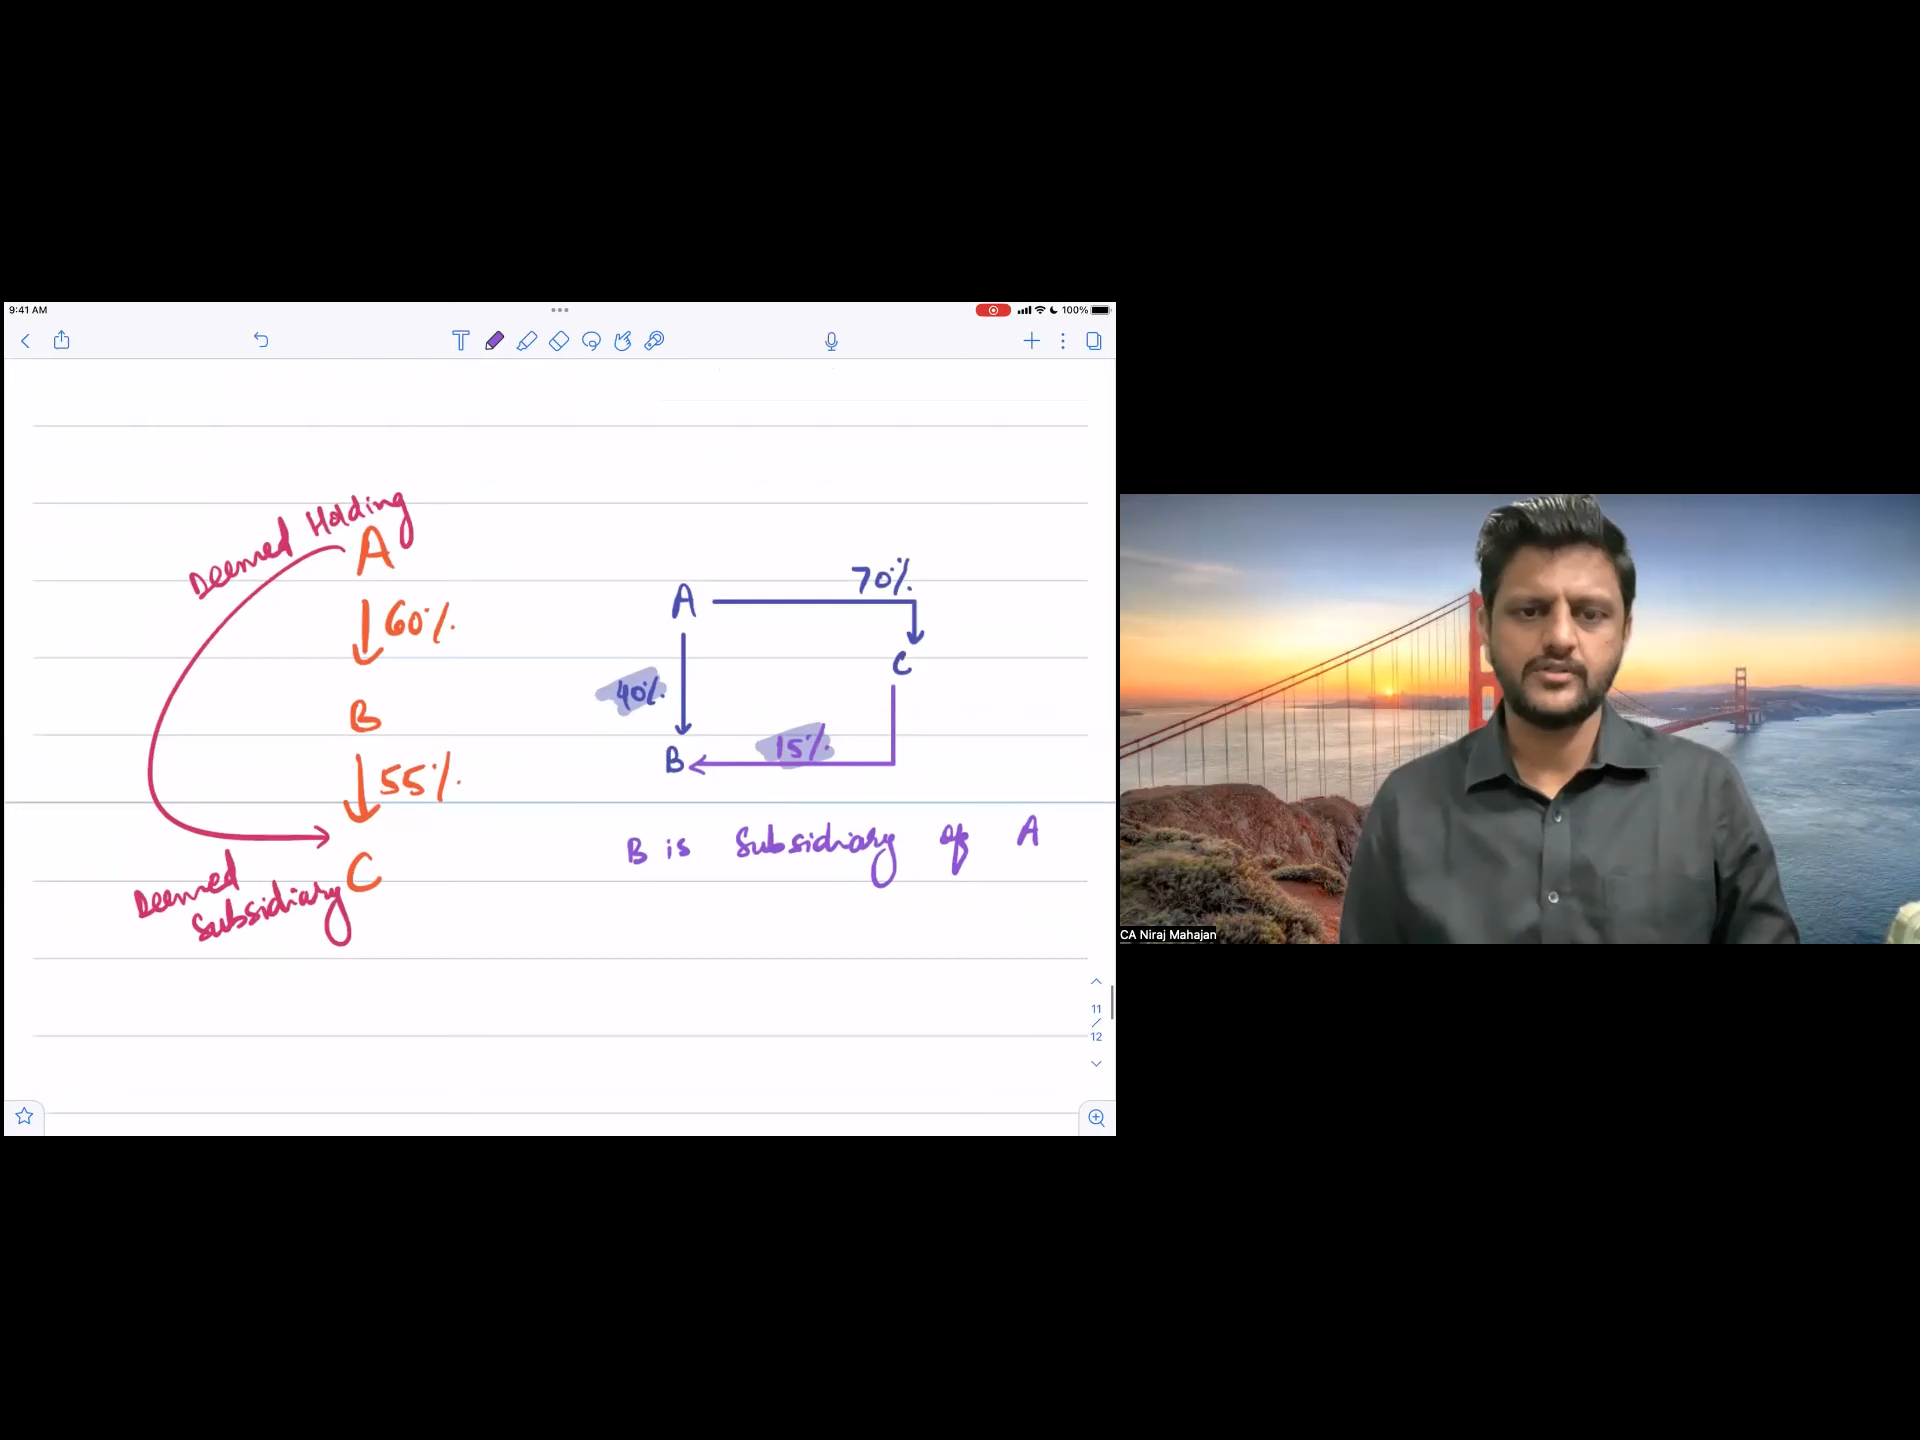 9:41 AM
100%
Deemed Holding
A
60%
B
55%
C
Deemed
Subsidiary
A
70%
C
40%
15%
B
B is Subsidiary of A
11
/
12
CA Niraj Mahajan